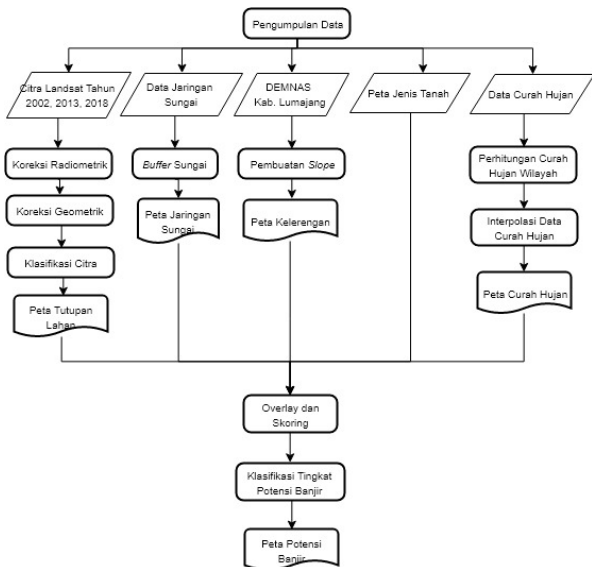 Pengumpulan Data
Citra Landsat Tahun
2002, 2013, 2018
Data Jaringan
Sungai
DEMNAS
Kab. Lumajang
Peta Jenis Tanah
Data Curah Hujan
Koreksi Radiometrik
Buffer Sungai
Pembuatan Slope
Perhitungan Curah
Hujan Wilayah
Koreksi Geometrik
Peta Jaringan
Sungai
Peta Kelerengan
Interpolasi Data
Curah Hujan
Klasifikasi Citra
Peta Curah Hujan
Peta Tutupan
Lahan
Overlay dan
Skoring
Klasifikasi Tingkat
Potensi Banjir
Peta Potensi
Banjir